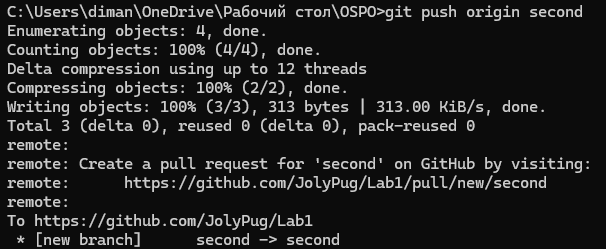 C:\Users\diman\OneDrive\Рабочий стол\OSPO>git push origin second
Enumerating objects: 4, done.
Counting objects: 100% (4/4), done.
Delta compression using up to 12 threads
Compressing objects: 100% (2/2), done.
Writing objects: 100% (3/3), 313 bytes | 313.00 KiB/s, done.
Total 3 (delta 0), reused 0 (delta 0), pack-reused 0
remote:
remote: Create a pull request for 'second' on GitHub by visiting:
remote:      https://github.com/JolyPug/Lab1/pull/new/second
remote:
To https://github.com/JolyPug/Lab1
 * [new branch]      second -> second